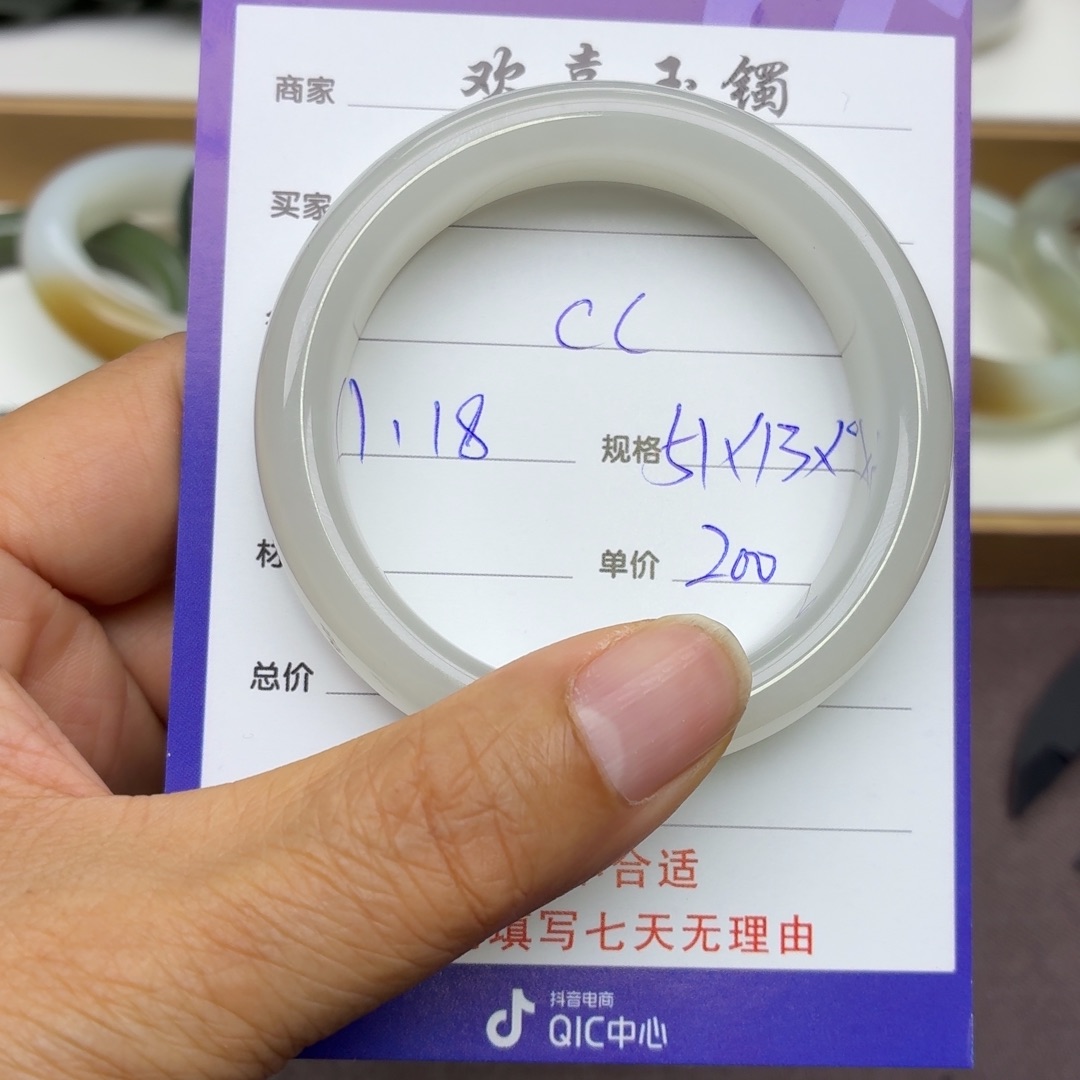 商家 欢喜玉镯
买家
CC
1.18 规格 51x13x
单价 200
总价
合适
填写七天无理由
抖音电商
QIC中心